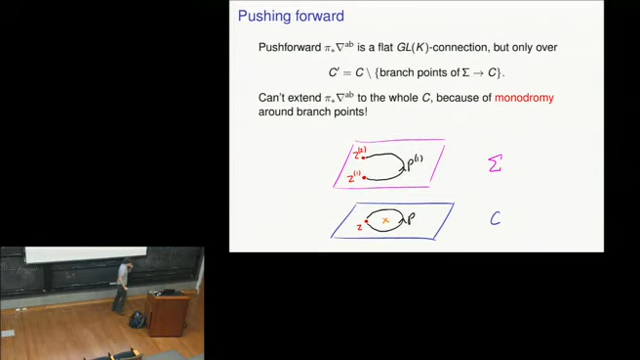 Pushing forward
Pushforward π∗∇ᵃᵇ is a flat GL(K)-connection, but only over
C′ = C \ {branch points of Σ → C}.
Can't extend π∗∇ᵃᵇ to the whole C, because of monodromy
around branch points!
z⁽²⁾
P⁽¹⁾
Σ
z⁽¹⁾
P
C
z